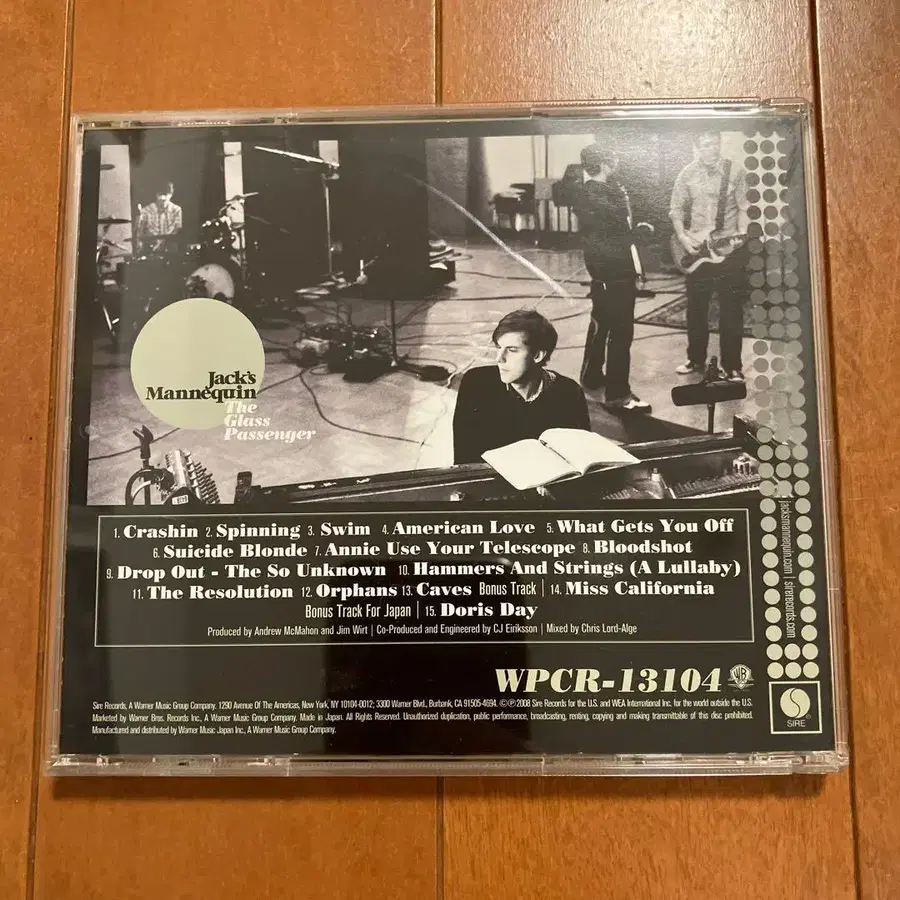 Jack's
Mannequin
The
Glass
Passenger
1. Crashin 2. Spinning 3. Swim 4. American Love 5. What Gets You Off
6. Suicide Blonde 7. Annie Use Your Telescope 8. Bloodshot
9. Drop Out - The So Unknown 10. Hammers And Strings (A Lullaby)
11. The Resolution 12. Orphans 13. Caves Bonus Track | 14. Miss California
Bonus Track For Japan | 15. Doris Day
Produced by Andrew McMahon and Jim Wirt | Co-Produced and Engineered by CJ Eiriksson | Mixed by Chris Lord-Alge
jacksmannequin.com | sirerecords.com
WPCR-13104
WB
Sire Records, A Warner Music Group Company. 1290 Avenue Of The Americas, New York, NY 10104-0012; 3300 Warner Blvd., Burbank, CA 91505-4694. ©℗2008 Sire Records for the U.S. and WEA International Inc. for the world outside the U.S.
Marketed by Warner Bros. Records Inc., A Warner Music Group Company. Made in Japan. All Rights Reserved. Unauthorized duplication, public performance, broadcasting, renting, copying and making transmittable of this disc prohibited.
Manufactured and distributed by Warner Music Japan Inc., A Warner Music Group Company.
SIRE®